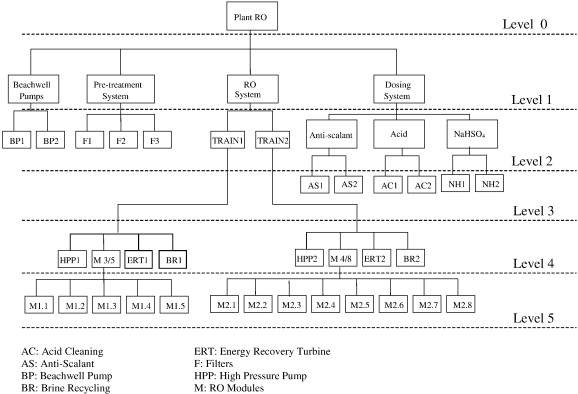 Plant RO
Level 0
Beachwell Pumps
Pre-treatment System
RO System
Dosing System
Level 1
BP1 BP2 F1 F2 F3 TRAIN1 TRAIN2 Anti-scalant Acid NaHSO₄
Level 2
AS1 AS2 AC1 AC2 NH1 NH2
Level 3
HPP1 M 3/5 ERT1 BR1 HPP2 M 4/8 ERT2 BR2
Level 4
M1.1 M1.2 M1.3 M1.4 M1.5 M2.1 M2.2 M2.3 M2.4 M2.5 M2.6 M2.7 M2.8
Level 5
AC: Acid Cleaning
AS: Anti-Scalant
BP: Beachwell Pump
BR: Brine Recycling
ERT: Energy Recovery Turbine
F: Filters
HPP: High Pressure Pump
M: RO Modules